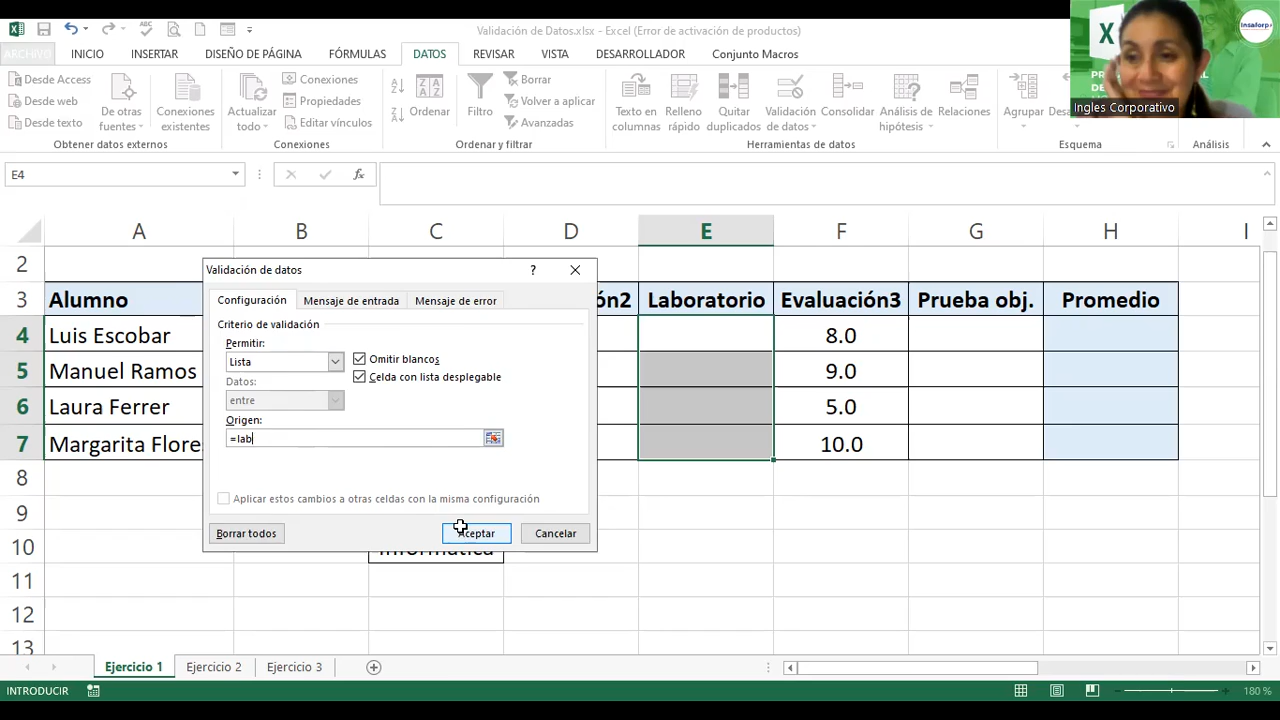 Validación de Datos.xlsx - Excel (Error de activación de productos)
ARCHIVO INICIO INSERTAR DISEÑO DE PÁGINA FÓRMULAS DATOS REVISAR VISTA DESARROLLADOR Conjunto Macros
Desde Access
Desde web
Desde texto
De otras fuentes
Conexiones existentes
Actualizar todo
Conexiones
Propiedades
Editar vínculos
Ordenar
Filtro
Borrar
Volver a aplicar
Avanzadas
Texto en columnas
Relleno rápido
Quitar duplicados
Validación de datos
Consolidar
Análisis de hipótesis
Relaciones
Agrupar
Obtener datos externos Conexiones Ordenar y filtrar Herramientas de datos Esquema Análisis
Insaforp
Ingles Corporativo
E4
fx
A B C D E F G H I
2
3 Alumno ón2 Laboratorio Evaluación3 Prueba obj. Promedio
4 Luis Escobar 8.0
5 Manuel Ramos 9.0
6 Laura Ferrer 5.0
7 Margarita Flore 10.0
8
9
10 Informática
11
12
13
Validación de datos ?
Configuración Mensaje de entrada Mensaje de error
Criterio de validación
Permitir:
Lista
Omitir blancos
Datos:
Celda con lista desplegable
entre
Origen:
=lab
Aplicar estos cambios a otras celdas con la misma configuración
Borrar todos Aceptar Cancelar
Ejercicio 1 Ejercicio 2 Ejercicio 3
INTRODUCIR
180 %